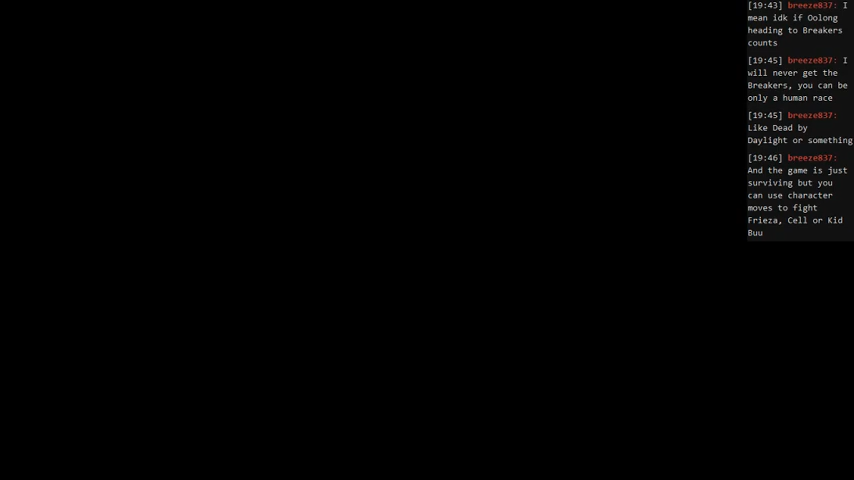 [19:43] breeze837: I
mean idk if Oolong
heading to Breakers
counts
[19:45] breeze837: I
will never get the
Breakers, you can be
only a human race
[19:45] breeze837:
Like Dead by
Daylight or something
[19:46] breeze837:
And the game is just
surviving but you
can use character
moves to fight
Frieza, Cell or Kid
Buu